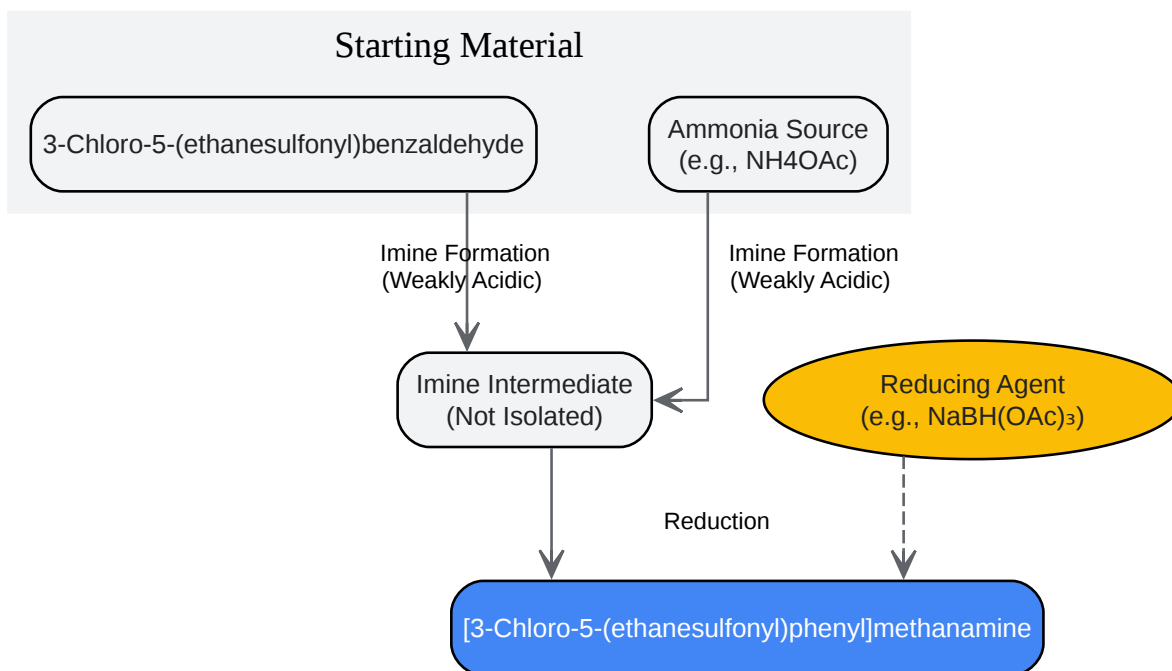 Starting Material
3-Chloro-5-(ethanesulfonyl)benzaldehyde
Ammonia Source
(e.g., NH4OAc)
Imine Formation
(Weakly Acidic)
Imine Formation
(Weakly Acidic)
Imine Intermediate
(Not Isolated)
Reducing Agent
(e.g., NaBH(OAc)₃)
Reduction
[3-Chloro-5-(ethanesulfonyl)phenyl]methanamine